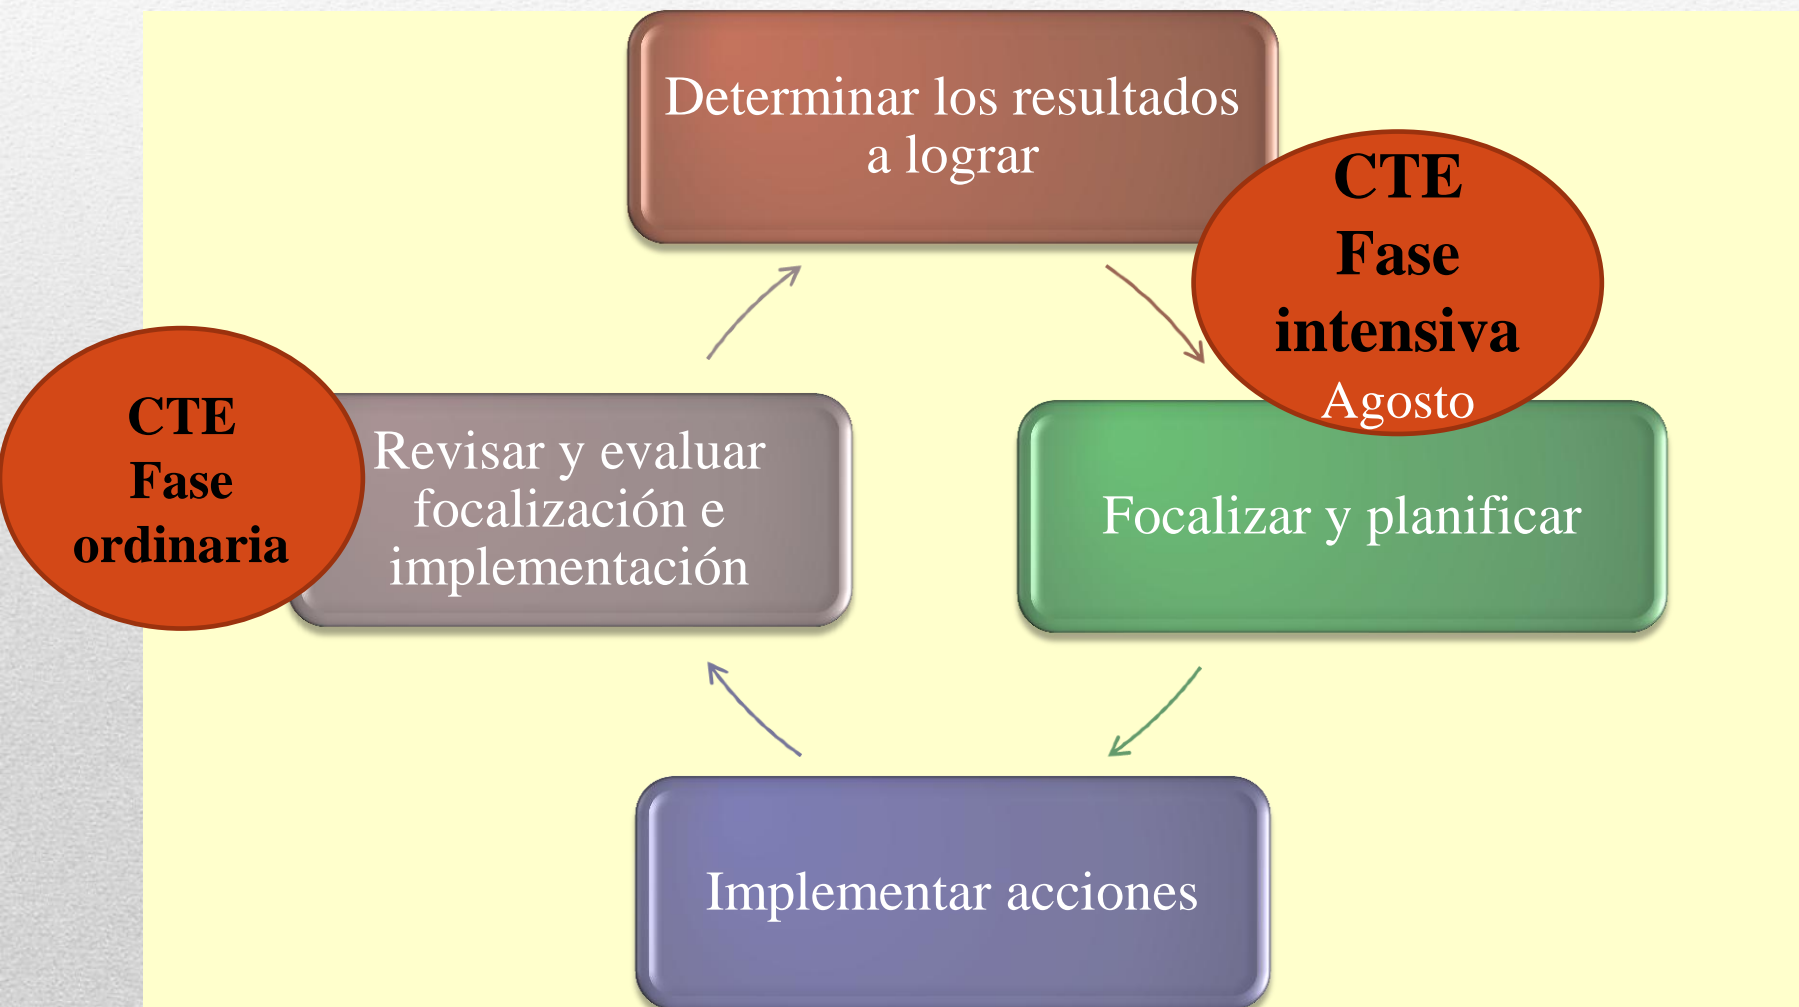 Determinar los resultados
a lograr
CTE
Fase
intensiva
Agosto
CTE
Fase
ordinaria
Revisar y evaluar
focalización e
implementación
Focalizar y planificar
Implementar acciones